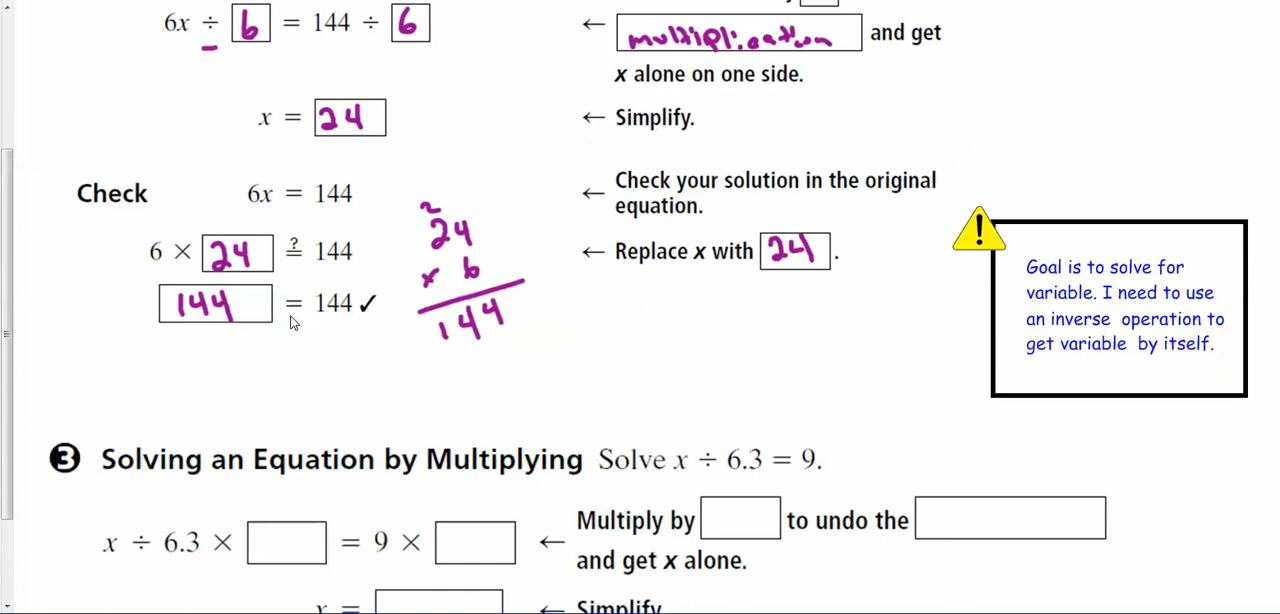 6x ÷ 6 = 144 ÷ 6 ← multiplication and get
x alone on one side.
x = 24 ← Simplify.
Check 6x = 144 ← Check your solution in the original
equation.
6 × 24 ≟ 144 ← Replace x with 24.
144 = 144 ✓
2
24
x 6
144
!
Goal is to solve for
variable. I need to use
an inverse operation to
get variable by itself.
3 Solving an Equation by Multiplying Solve x ÷ 6.3 = 9.
x ÷ 6.3 × = 9 × ← Multiply by to undo the
and get x alone.
x = ← Simplify